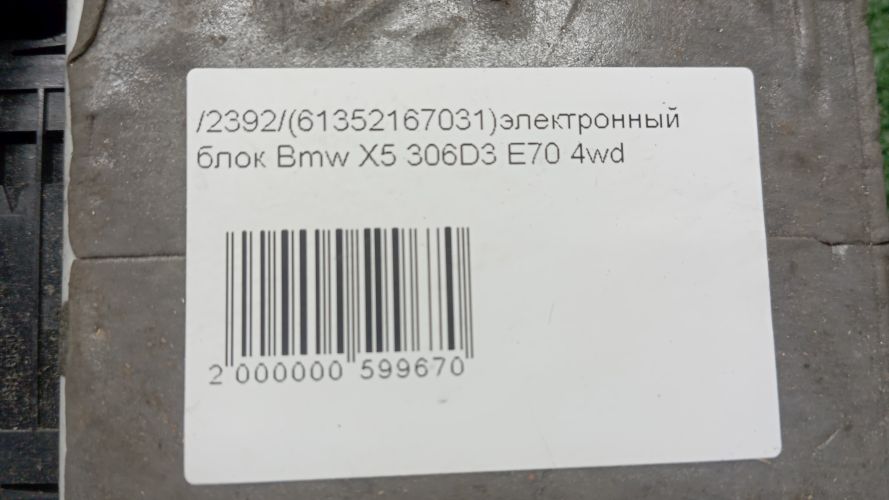 /2392/(61352167031)электронный
блок Bmw X5 306D3 E70 4wd
2 000000 599670